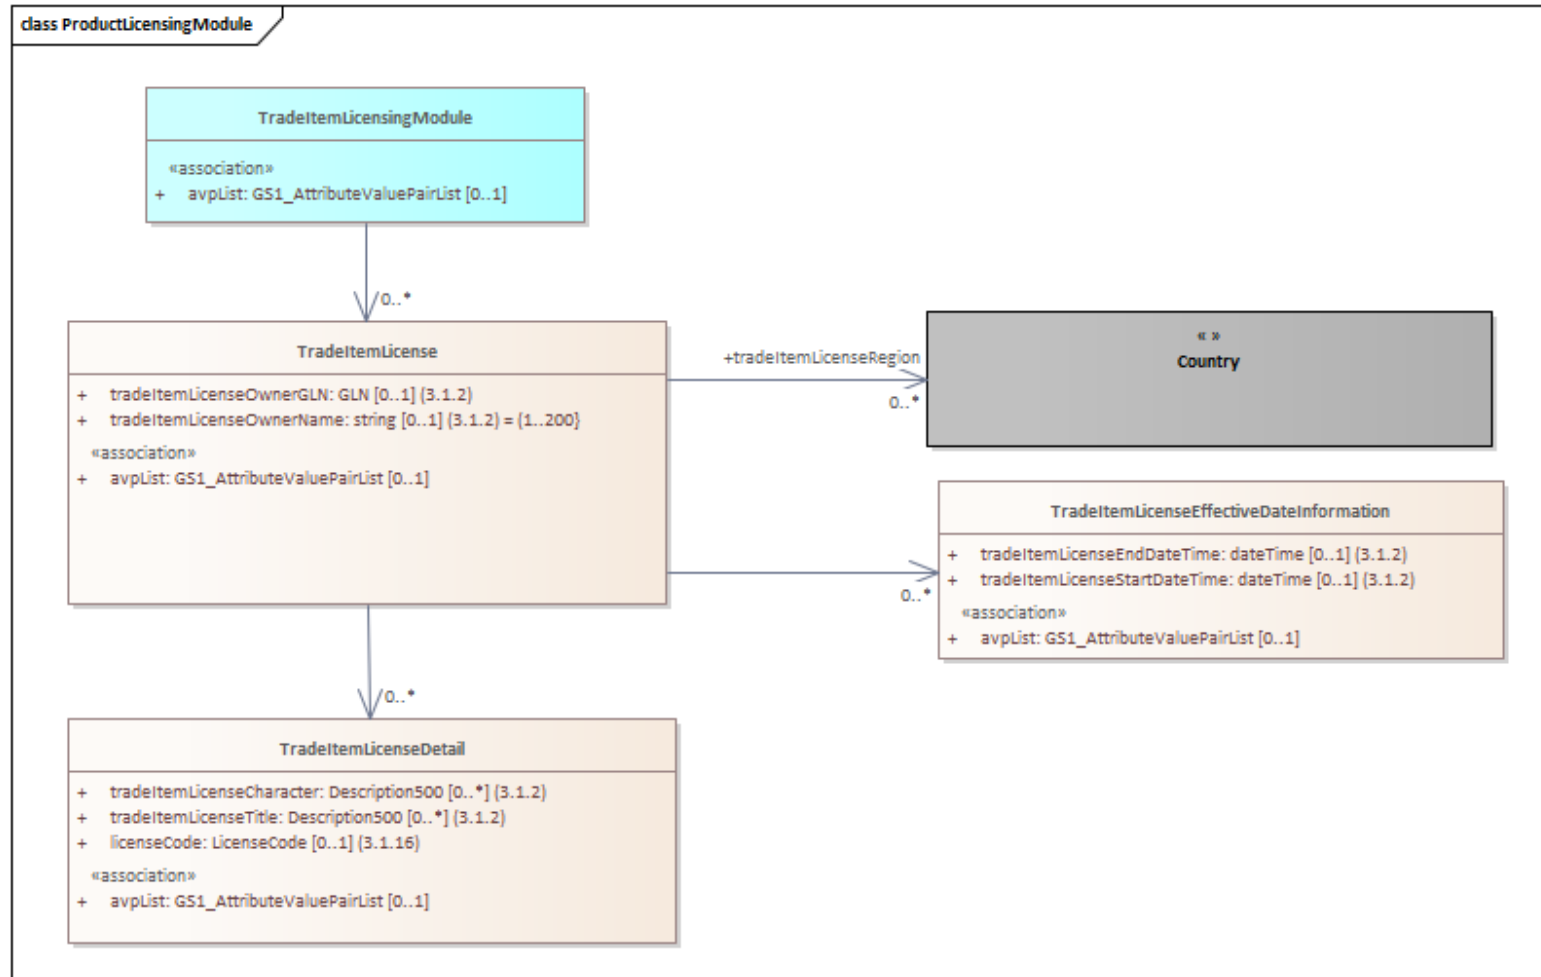 class ProductLicensingModule
TradeItemLicensingModule
«association»
+ avpList: GS1_AttributeValuePairList [0..1]
0..*
TradeItemLicense
+ tradeItemLicenseOwnerGLN: GLN [0..1] (3.1.2)
+ tradeItemLicenseOwnerName: string [0..1] (3.1.2) = {1..200}
«association»
+ avpList: GS1_AttributeValuePairList [0..1]
+tradeItemLicenseRegion
0..*
« »
Country
0..*
TradeItemLicenseEffectiveDateInformation
+ tradeItemLicenseEndDateTime: dateTime [0..1] (3.1.2)
+ tradeItemLicenseStartDateTime: dateTime [0..1] (3.1.2)
«association»
+ avpList: GS1_AttributeValuePairList [0..1]
0..*
TradeItemLicenseDetail
+ tradeItemLicenseCharacter: Description500 [0..*] (3.1.2)
+ tradeItemLicenseTitle: Description500 [0..*] (3.1.2)
+ licenseCode: LicenseCode [0..1] (3.1.16)
«association»
+ avpList: GS1_AttributeValuePairList [0..1]